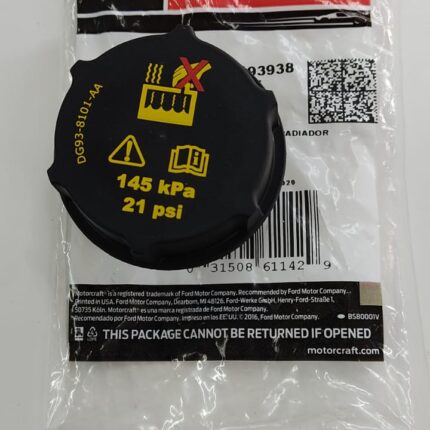 DG93-8101-AA
145 kPa
21 psi
93938
RADIADOR
0 31508 61142 9
Motorcraft® is a registered trademark of Ford Motor Company. Recommended by Ford Motor Company...
Printed in USA. Ford Motor Company, Dearborn, MI 48126. Ford-Werke GmbH, Henry-Ford-Straße 1,
50735 Köln. Motorcraft® es una marca registrada de Ford Motor Company.
Recomendado por Ford Motor Company. Impreso en los EE.UU. © 2016, Ford Motor Company.
BSB0001V
THIS PACKAGE CANNOT BE RETURNED IF OPENED
motorcraft.com